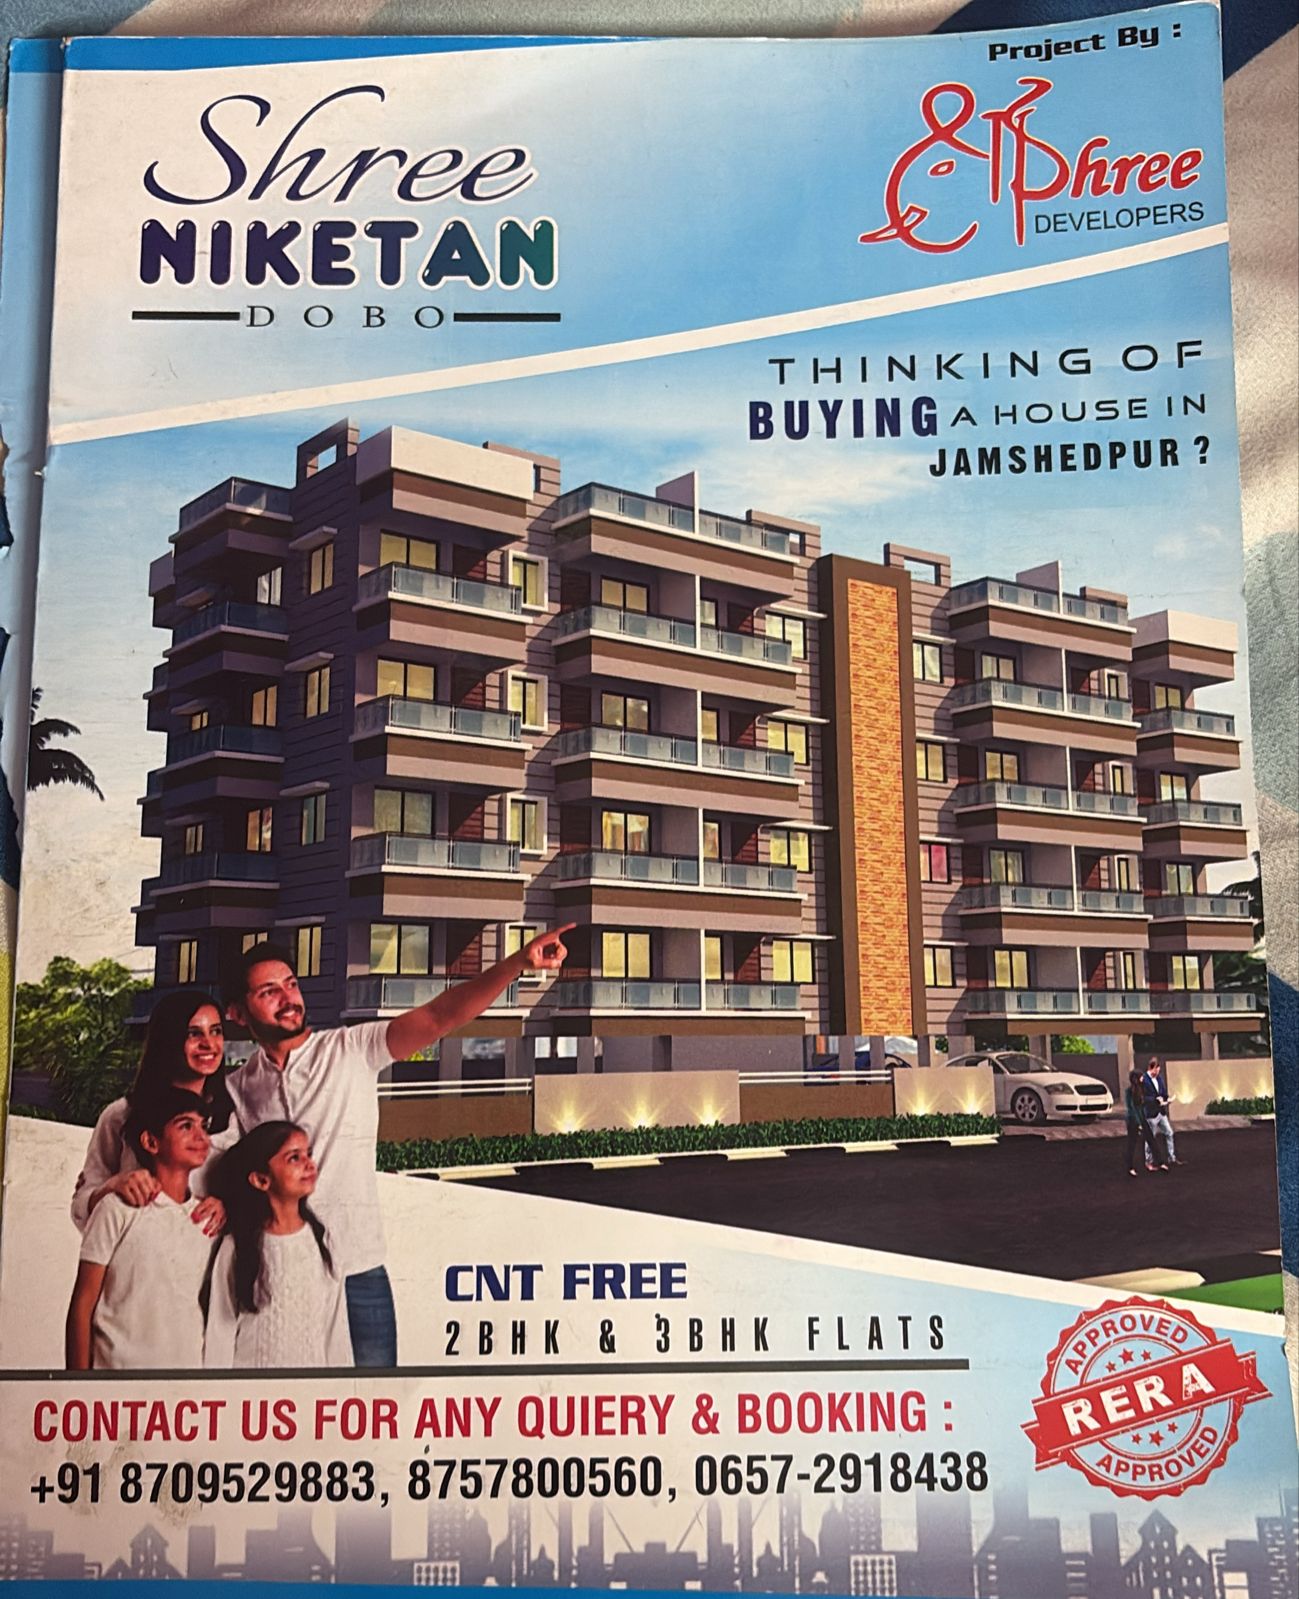 Project By :
Shree
NIKETAN
DOBO
Shree
DEVELOPERS
THINKING OF
BUYING A HOUSE IN
JAMSHEDPUR ?
CNT FREE
2BHK & 3BHK FLATS
CONTACT US FOR ANY QUIERY & BOOKING :
+91 8709529883, 8757800560, 0657-2918438
APPROVED
RERA
APPROVED